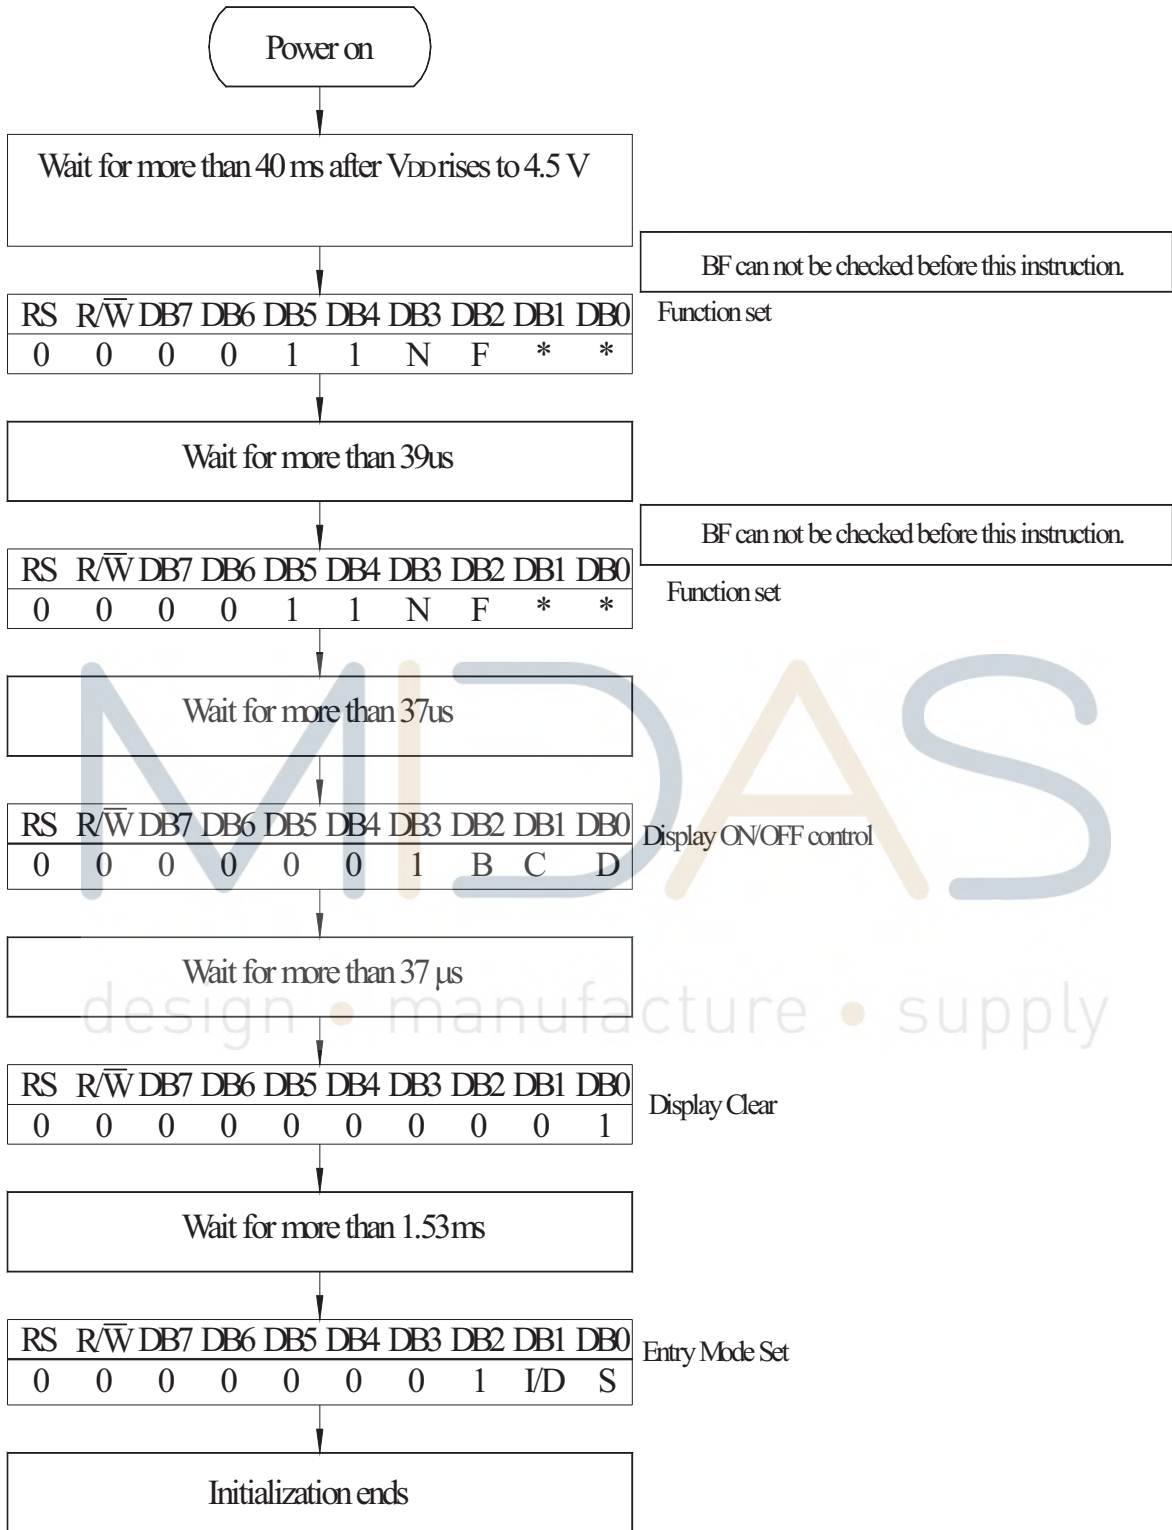 Power on
Wait for more than 40 ms after VDD rises to 4.5 V
BF can not be checked before this instruction.
RS R/W̅ DB7 DB6 DB5 DB4 DB3 DB2 DB1 DB0
Function set
0 0 0 0 1 1 N F * *
Wait for more than 39us
BF can not be checked before this instruction.
RS R/W̅ DB7 DB6 DB5 DB4 DB3 DB2 DB1 DB0
Function set
0 0 0 0 1 1 N F * *
MIDAS
Wait for more than 37us
RS R/W̅ DB7 DB6 DB5 DB4 DB3 DB2 DB1 DB0
Display ON/OFF control
0 0 0 0 0 0 1 B C D
Wait for more than 37 µs
design • manufacture • supply
RS R/W̅ DB7 DB6 DB5 DB4 DB3 DB2 DB1 DB0
Display Clear
0 0 0 0 0 0 0 0 0 1
Wait for more than 1.53ms
RS R/W̅ DB7 DB6 DB5 DB4 DB3 DB2 DB1 DB0
Entry Mode Set
0 0 0 0 0 0 0 1 I/D S
Initialization ends